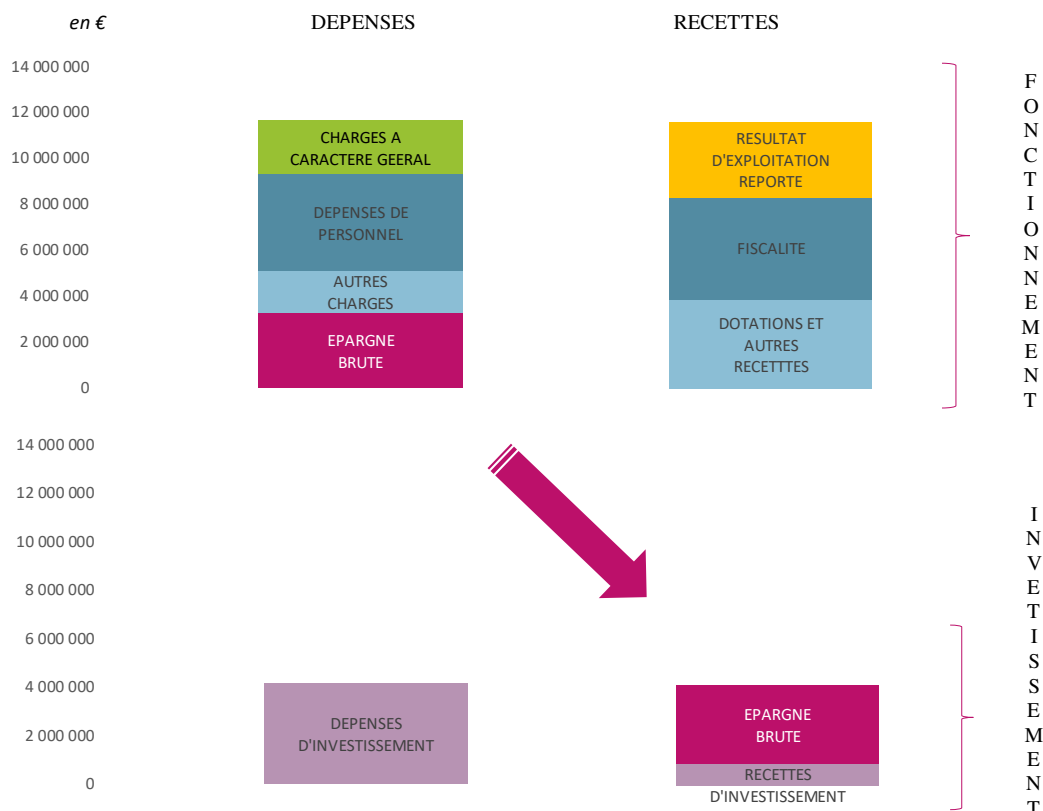 en € DEPENSES RECETTES
14 000 000
12 000 000
10 000 000
8 000 000
6 000 000
4 000 000
2 000 000
0
CHARGES A
CARACTÈRE GEERAL
DEPENSES DE
PERSONNEL
AUTRES
CHARGES
EPARGNE
BRUTE
RESULTAT
D'EXPLOITATION
REPORTE
FISCALITE
DOTATIONS ET
AUTRES
RECETTTES
FONCTIONNEMENT
14 000 000
12 000 000
10 000 000
8 000 000
6 000 000
4 000 000
2 000 000
0
DEPENSES
D'INVESTISSEMENT
EPARGNE
BRUTE
RECETTES
D'INVESTISSEMENT
INVETISSEMENT